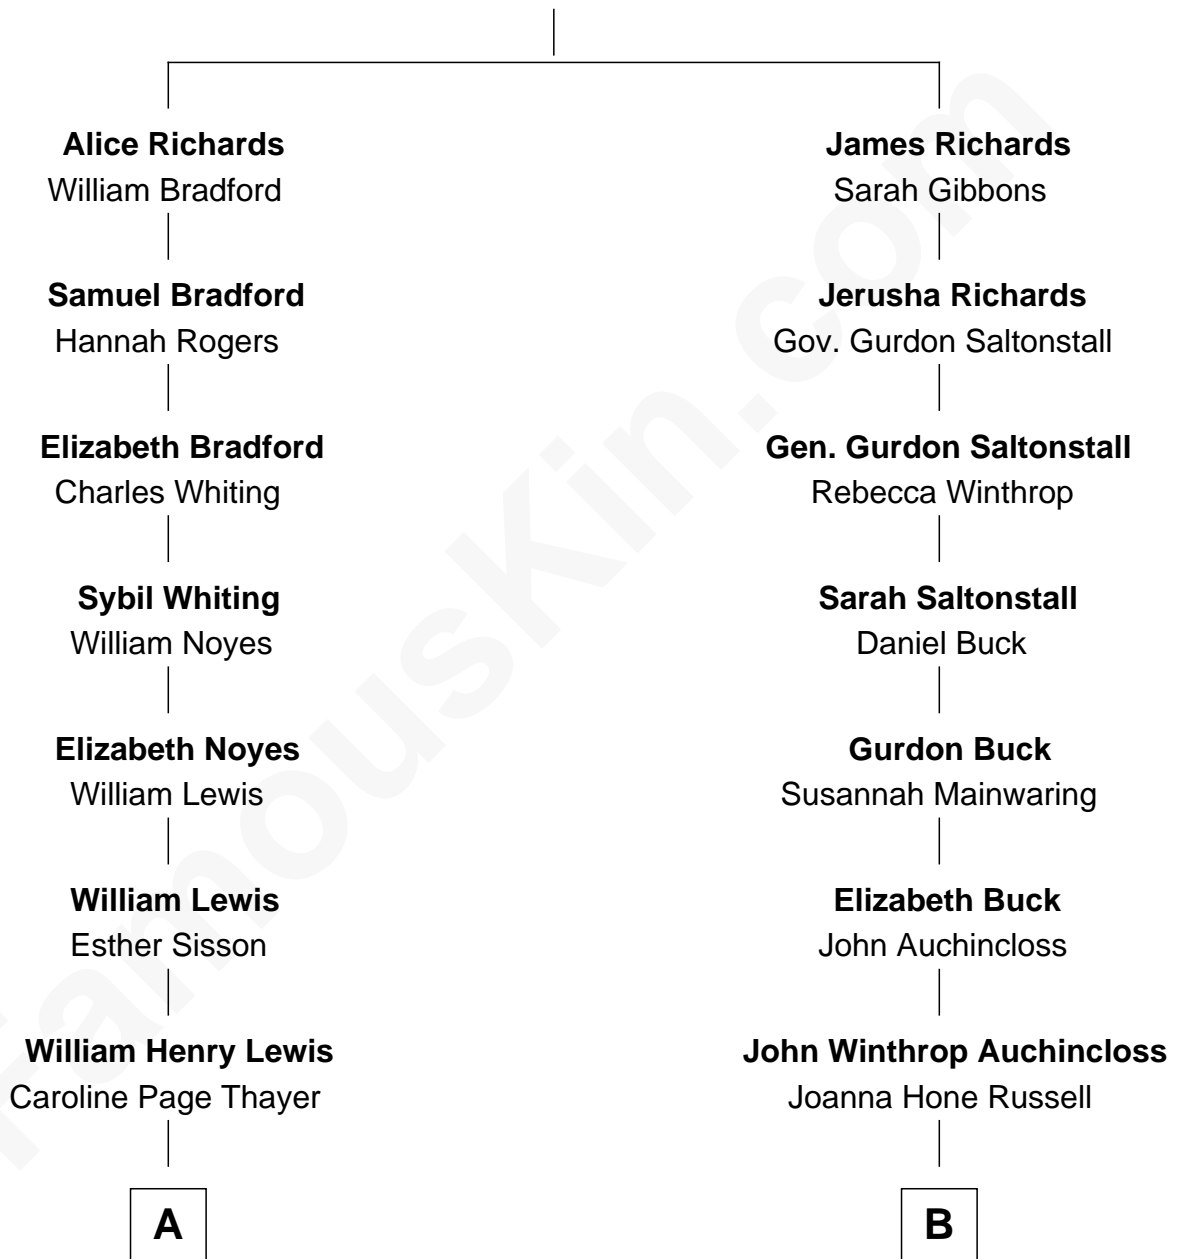 Alice Richards
William Bradford
James Richards
Sarah Gibbons
Samuel Bradford
Hannah Rogers
Jerusha Richards
Gov. Gurdon Saltonstall
Elizabeth Bradford
Charles Whiting
Gen. Gurdon Saltonstall
Rebecca Winthrop
Sybil Whiting
William Noyes
Sarah Saltonstall
Daniel Buck
Elizabeth Noyes
William Lewis
Gurdon Buck
Susannah Mainwaring
William Lewis
Esther Sisson
Elizabeth Buck
John Auchincloss
William Henry Lewis
Caroline Page Thayer
John Winthrop Auchincloss
Joanna Hone Russell
A
B
FamousKin.com